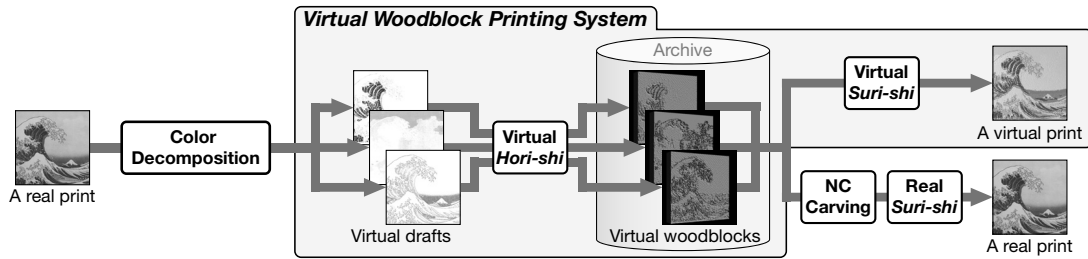 Virtual Woodblock Printing System
Archive
A real print
Color
Decomposition
Virtual drafts
Virtual
Hori-shi
Virtual woodblocks
Virtual
Suri-shi
A virtual print
NC
Carving
Real
Suri-shi
A real print